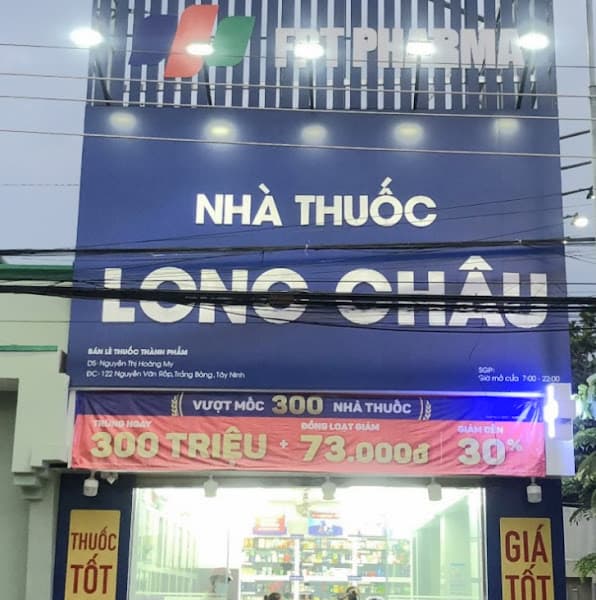 FPT PHARMA
NHÀ THUỐC
LONG CHÂU
BÁN LẺ THUỐC THÀNH PHẨM
DS: Nguyễn Thị Hoàng My
ĐC: 122 Nguyễn Văn Rốp, Trảng Bàng, Tây Ninh
SGP:
Giờ mở cửa 7:00 - 22:00
VƯỢT MỐC 300 NHÀ THUỐC
TRÚNG NGAY
300 TRIỆU
+
ĐỒNG LOẠT GIẢM
73.000đ
GIẢM ĐẾN
30%
THUỐC
TỐT
GIÁ
TỐT